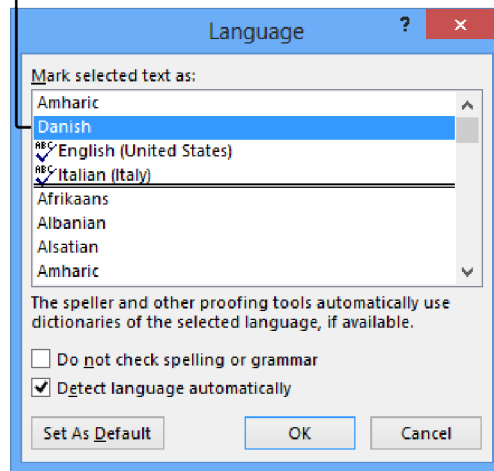 Language
?
×
Mark selected text as:
Amharic
Danish
ABC English (United States)
ABC Italian (Italy)
Afrikaans
Albanian
Alsatian
Amharic
The speller and other proofing tools automatically use
dictionaries of the selected language, if available.
Do not check spelling or grammar
Detect language automatically
Set As Default
OK
Cancel